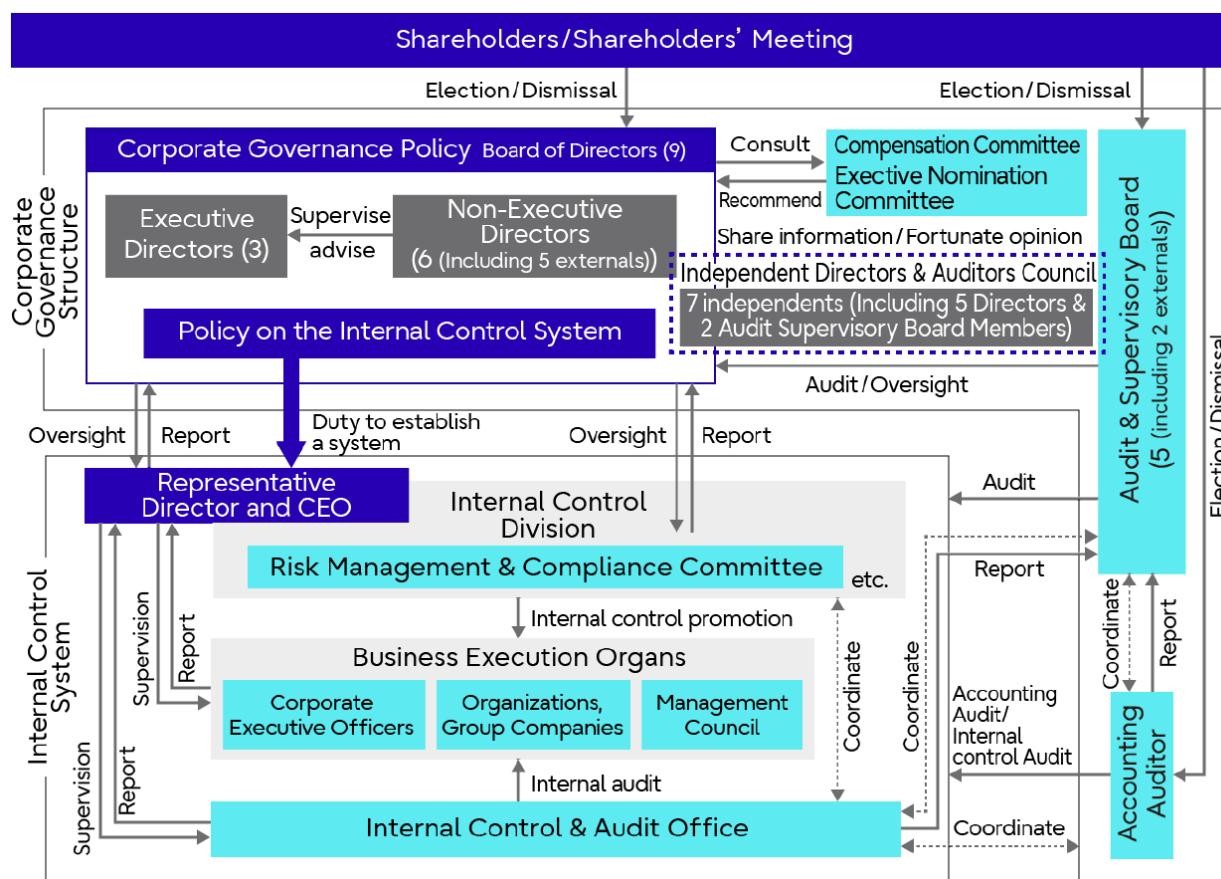 Shareholders/Shareholders' Meeting
Election/Dismissal
Election/Dismissal
Corporate
Governance
Structure
Corporate Governance Policy Board of Directors (9)
Consult
Recommend
Compensation Committee
Exective Nomination
Committee
Executive
Directors (3)
Supervise
advise
Non-Executive
Directors
(6 (Including 5 externals))
Share information/Fortunate opinion
Independent Directors & Auditors Council
7 independents (Including 5 Directors &
2 Audit Supervisory Board Members)
Policy on the Internal Control System
Audit/Oversight
Audit & Supervisory Board
(5 (including 2 externals))
Election/Dismissal
Oversight
Report
Duty to establish
a system
Oversight
Report
Internal Control
System
Representative
Director and CEO
Internal Control
Division
Risk Management & Compliance Committee
etc.
Audit
Report
Supervision
Report
Internal control promotion
Business Execution Organs
Corporate
Executive Officers
Organizations,
Group Companies
Management
Council
Coordinate
Coordinate
Coordinate
Report
Accounting
Audit/
Internal
control Audit
Accounting
Auditor
Supervision
Report
Internal audit
Internal Control & Audit Office
Coordinate